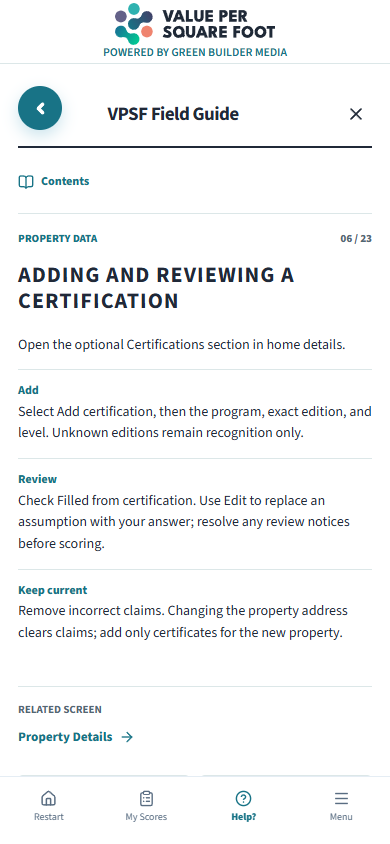 VALUE PER
SQUARE FOOT
POWERED BY GREEN BUILDER MEDIA
VPSF Field Guide
Contents
PROPERTY DATA
06 / 23
ADDING AND REVIEWING A
CERTIFICATION
Open the optional Certifications section in home details.
Add
Select Add certification, then the program, exact edition, and
level. Unknown editions remain recognition only.
Review
Check Filled from certification. Use Edit to replace an
assumption with your answer; resolve any review notices
before scoring.
Keep current
Remove incorrect claims. Changing the property address
clears claims; add only certificates for the new property.
RELATED SCREEN
Property Details
Restart
My Scores
Help?
Menu